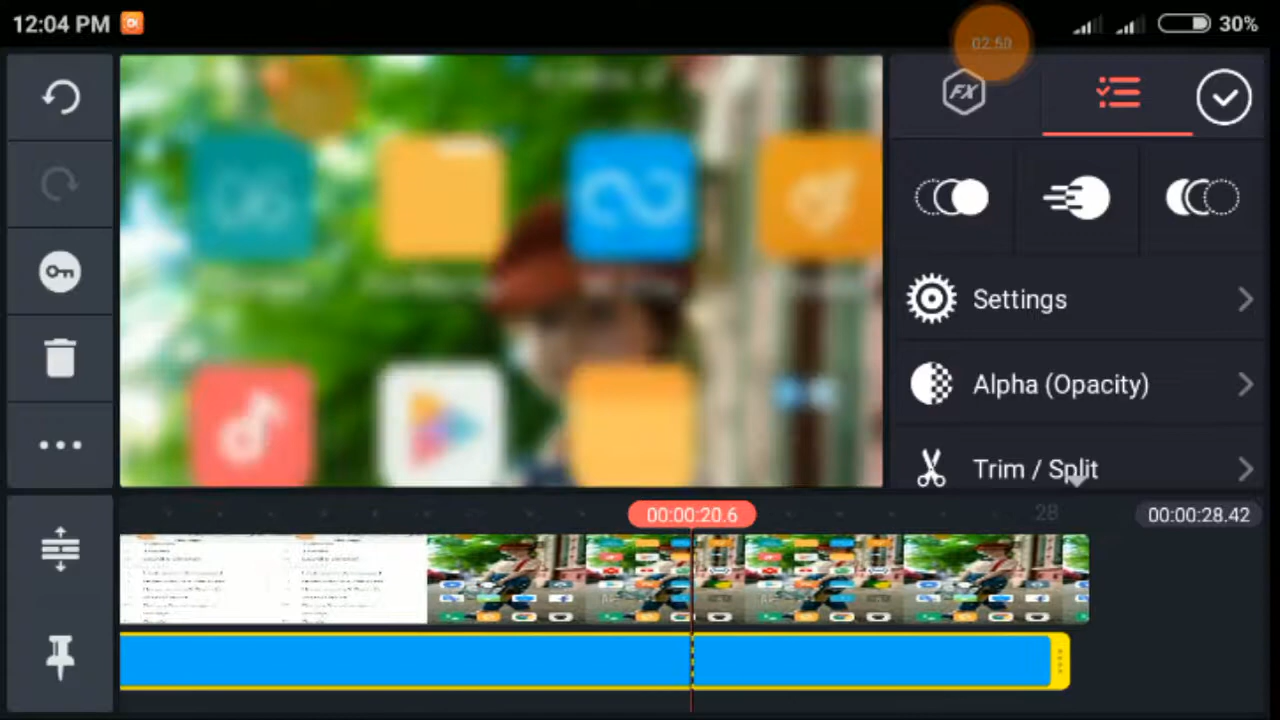 12:04 PM
02:50
30%
FX
Settings
Alpha (Opacity)
Trim / Split
00:00:20.6
28
00:00:28.42